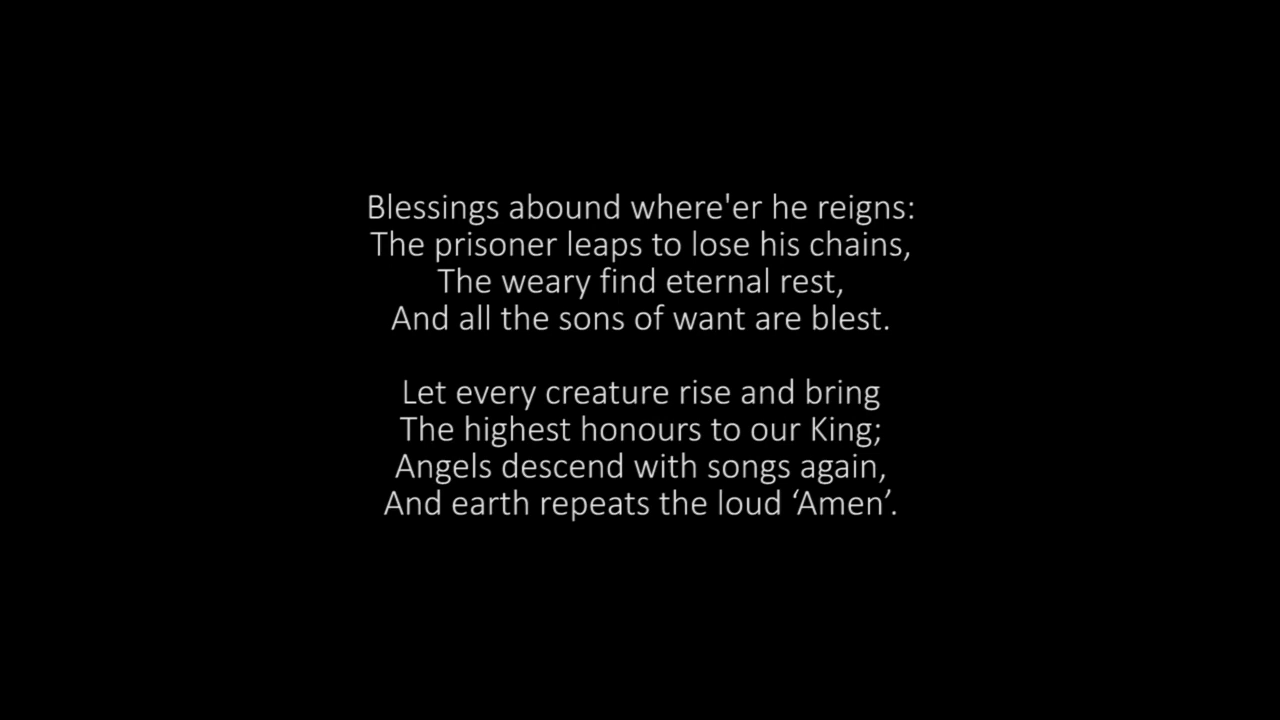 Blessings abound where'er he reigns:
The prisoner leaps to lose his chains,
The weary find eternal rest,
And all the sons of want are blest.
Let every creature rise and bring
The highest honours to our King;
Angels descend with songs again,
And earth repeats the loud ‘Amen’.